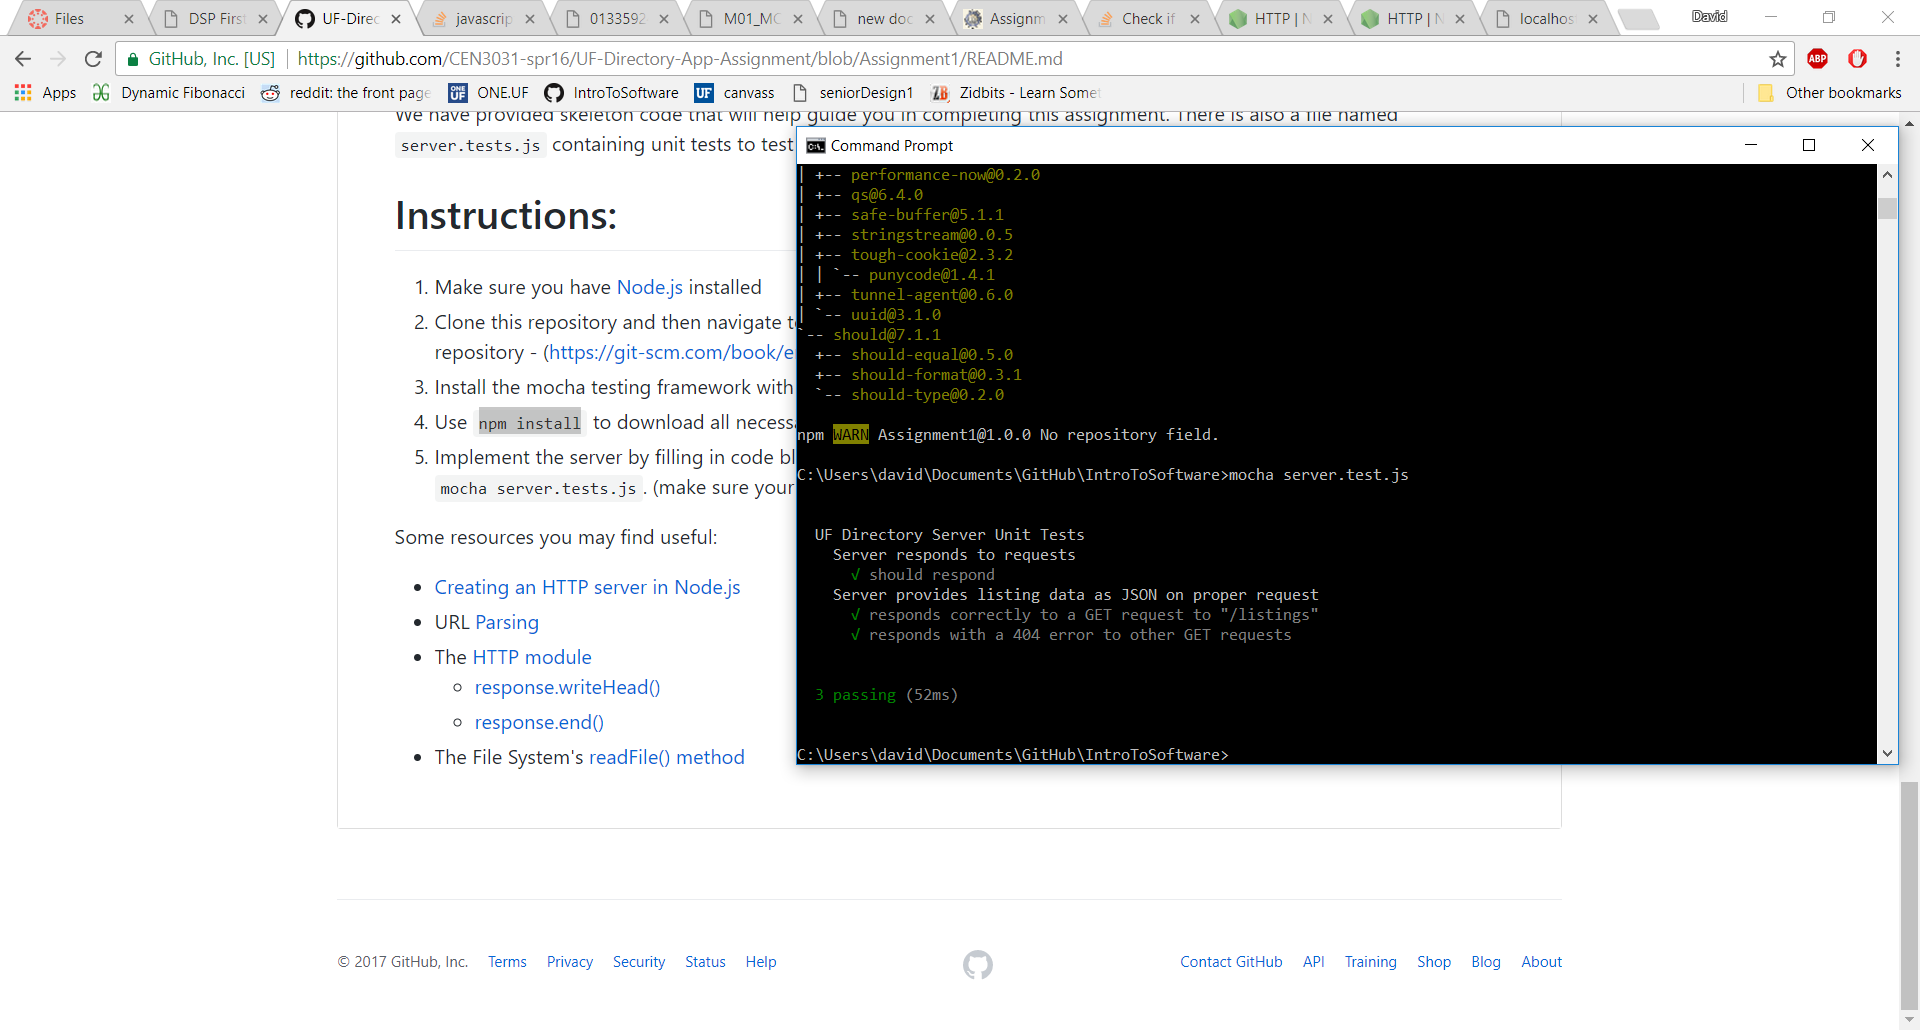 Files
DSP First
UF-Direc
javascrip
0133592
M01_MC
new doc
Assignm
Check if
HTTP | N
HTTP | N
localhos
David
GitHub, Inc. [US]
https://github.com/CEN3031-spr16/UF-Directory-App-Assignment/blob/Assignment1/README.md
ABP
Apps
Dynamic Fibonacci
reddit: the front page
ONE UF
ONE.UF
IntroToSoftware
UF
canvass
seniorDesign1
ZB
Zidbits - Learn Somet
Other bookmarks
We have provided skeleton code that will help guide you in completing this assignment. There is also a file named
server.tests.js containing unit tests to test
Instructions:
1. Make sure you have Node.js installed
2. Clone this repository and then navigate t
repository - (https://git-scm.com/book/e
3. Install the mocha testing framework with
4. Use npm install to download all necess
5. Implement the server by filling in code bl
mocha server.tests.js. (make sure your
Some resources you may find useful:
• Creating an HTTP server in Node.js
• URL Parsing
• The HTTP module
◦ response.writeHead()
◦ response.end()
• The File System's readFile() method
Command Prompt
| +-- performance-now@0.2.0
| +-- qs@6.4.0
| +-- safe-buffer@5.1.1
| +-- stringstream@0.0.5
| +-- tough-cookie@2.3.2
| | `-- punycode@1.4.1
| +-- tunnel-agent@0.6.0
| `-- uuid@3.1.0
`-- should@7.1.1
+-- should-equal@0.5.0
+-- should-format@0.3.1
`-- should-type@0.2.0
npm WARN Assignment1@1.0.0 No repository field.
C:\Users\david\Documents\GitHub\IntroToSoftware>mocha server.test.js
UF Directory Server Unit Tests
Server responds to requests
√ should respond
Server provides listing data as JSON on proper request
√ responds correctly to a GET request to "/listings"
√ responds with a 404 error to other GET requests
3 passing (52ms)
C:\Users\david\Documents\GitHub\IntroToSoftware>
© 2017 GitHub, Inc.
Terms
Privacy
Security
Status
Help
Contact GitHub
API
Training
Shop
Blog
About